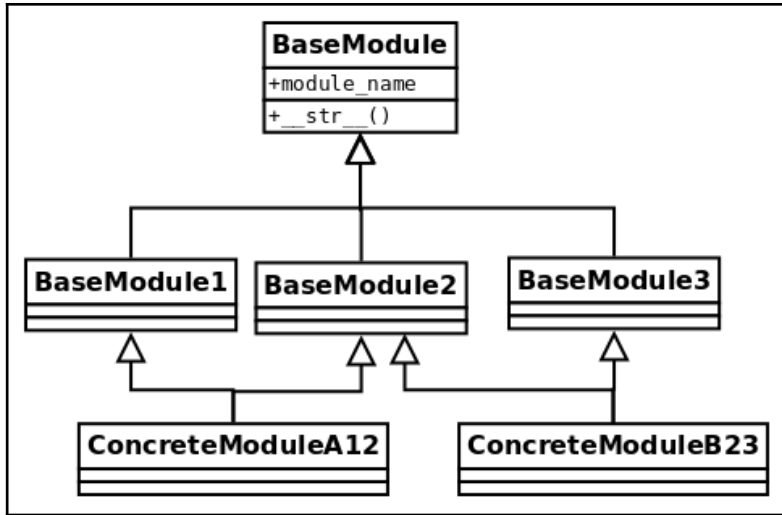 BaseModule
+module_name
+__str__()
BaseModule1
BaseModule2
BaseModule3
ConcreteModuleA12
ConcreteModuleB23